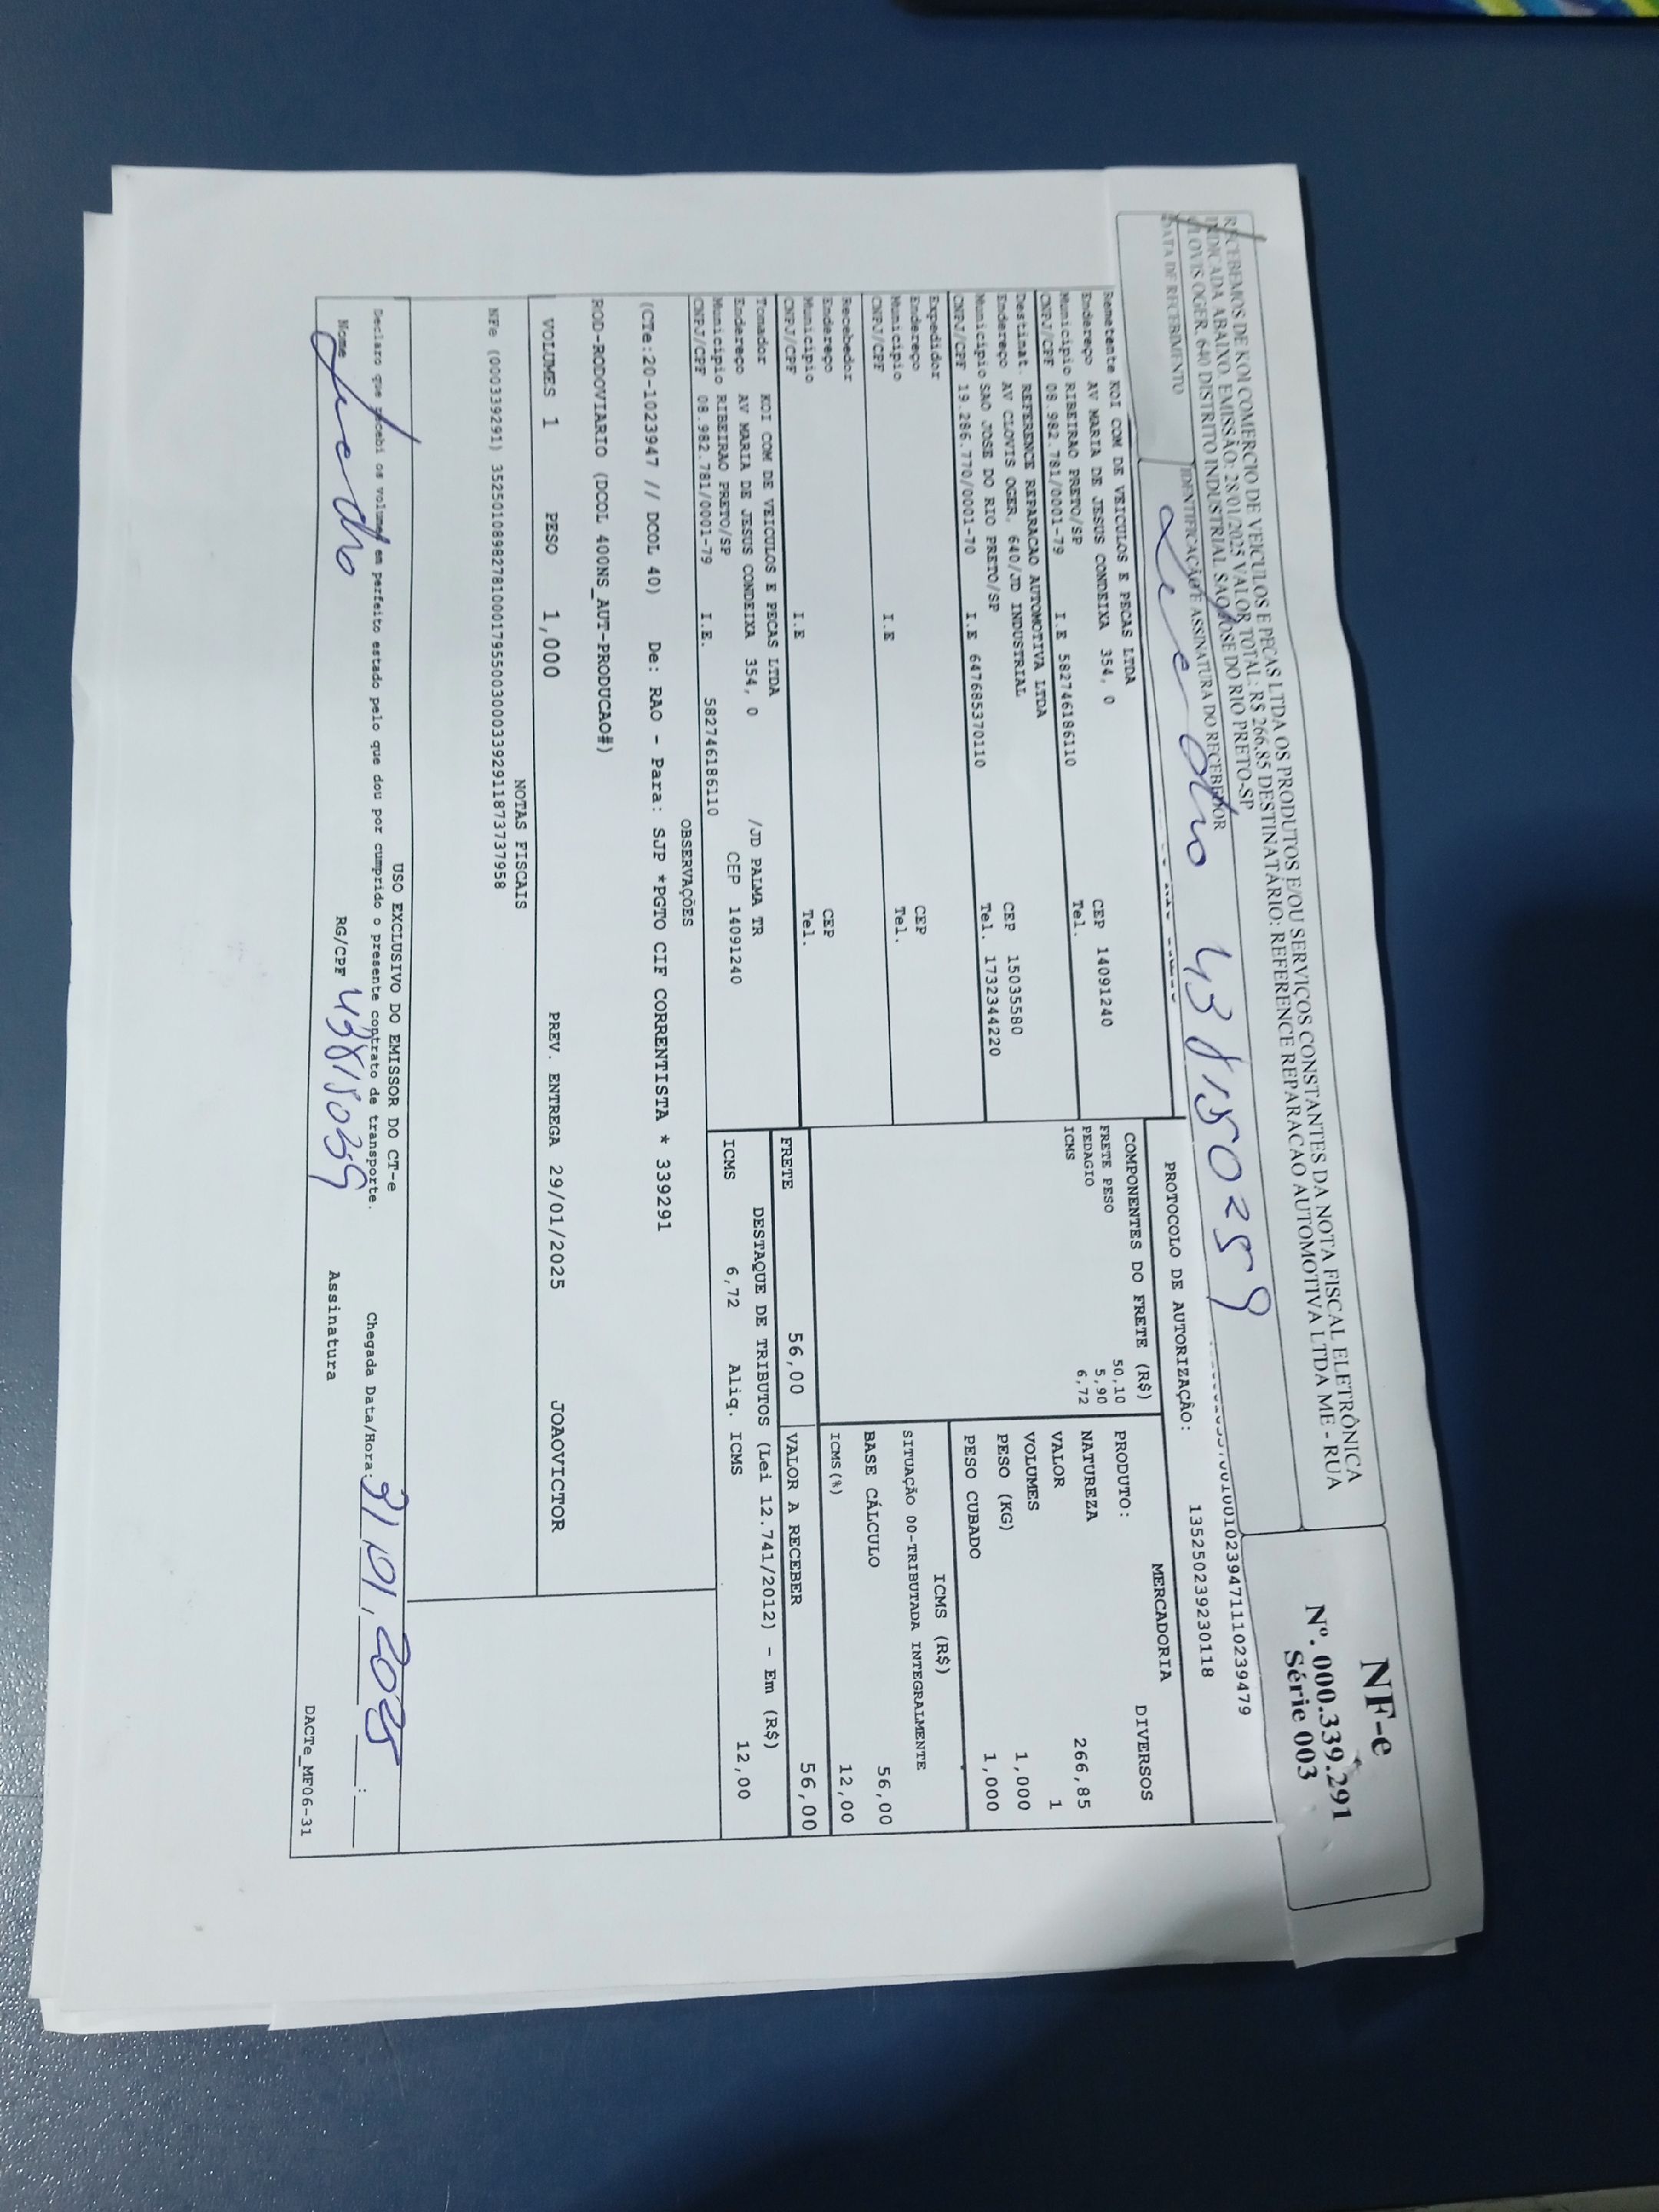 RECEBEMOS DE KOI COMERCIO DE VEICULOS E PECAS LTDA OS PRODUTOS E/OU SERVIÇOS CONSTANTES DA NOTA FISCAL ELETRÔNICA
INDICADA ABAIXO. EMISSÃO: 28/01/2025 VALOR TOTAL: R$ 266,85 DESTINATÁRIO: REFERENCE REPARACAO AUTOMOTIVA LTDA ME - RUA
CLOVIS OGER, 640 DISTRITO INDUSTRIAL SAO JOSE DO RIO PRETO-SP
NF-e
Nº. 000.339.291
Série 003
DATA DE RECEBIMENTO
IDENTIFICAÇÃO E ASSINATURA DO RECEBEDOR
0010010239471110239479
PROTOCOLO DE AUTORIZAÇÃO: 135250239230118
Remetente KOI COM DE VEICULOS E PECAS LTDA
Endereço AV MARIA DE JESUS CONDEIXA 354, 0 CEP 14091240
Municipio RIBEIRAO PRETO/SP Tel.
CNPJ/CPF 08.982.781/0001-79 I.E 582746186110
Destinat. REFERENCE REPARACAO AUTOMOTIVA LTDA
Endereço AV CLOVIS OGER, 640/JD INDUSTRIAL CEP 15035580
Municipio SAO JOSE DO RIO PRETO/SP Tel. 1732344220
CNPJ/CPF 19.286.770/0001-70 I.E 647685370110
Expedidor
Endereço CEP
Municipio Tel.
CNPJ/CPF I.E
Recebedor
Endereço CEP
Municipio Tel.
CNPJ/CPF I.E
Tomador KOI COM DE VEICULOS E PECAS LTDA
Endereço AV MARIA DE JESUS CONDEIXA 354, 0 /JD PALMA TR
Municipio RIBEIRAO PRETO/SP CEP 14091240
CNPJ/CPF 08.982.781/0001-79 I.E. 582746186110
COMPONENTES DO FRETE (R$)
FRETE PESO 50,10
PEDAGIO 5,90
ICMS 6,72
MERCADORIA
PRODUTO: DIVERSOS
NATUREZA
VALOR 266,85
VOLUMES 1
PESO (KG) 1,000
PESO CUBADO 1,000
ICMS (R$)
SITUAÇÃO 00-TRIBUTADA INTEGRALMENTE
BASE CÁLCULO 56,00
ICMS(%) 12,00
FRETE 56,00
VALOR A RECEBER 56,00
DESTAQUE DE TRIBUTOS (Lei 12.741/2012) - Em (R$)
ICMS 6,72 Aliq. ICMS 12,00
OBSERVAÇÕES
(CTe:20-1023947 // DCOL 40) De: RAO - Para: SJP *PGTO CIF CORRENTISTA * 339291
ROD-RODOVIARIO (DCOL 400NS_AUT-PRODUCAO#)
VOLUMES 1 PESO 1,000 PREV. ENTREGA 29/01/2025 JOAOVICTOR
NOTAS FISCAIS
NFe (000339291) 35250108982781000179550030003392911873737958
USO EXCLUSIVO DO EMISSOR DO CT-e
Declaro que recebi os volumes em perfeito estado pelo que dou por cumprido o presente contrato de transporte.
Chegada Data/Hora: 31/01/2025 :
Nome RG/CPF Assinatura
DACTe_MF06-31